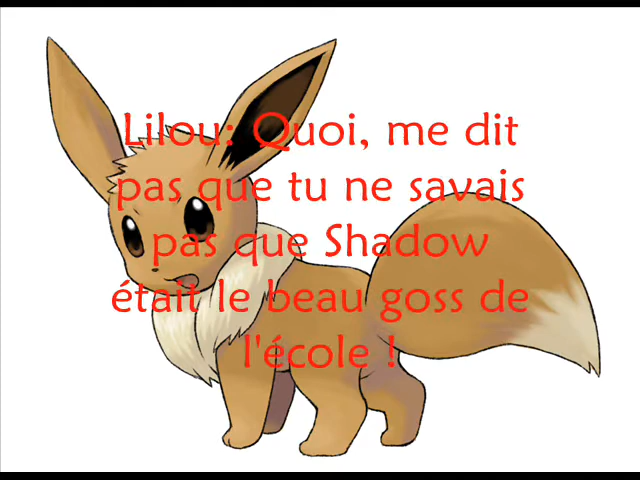 Lilou: Quoi, me dit
pas que tu ne savais
pas que Shadow
était le beau goss de
l'école !